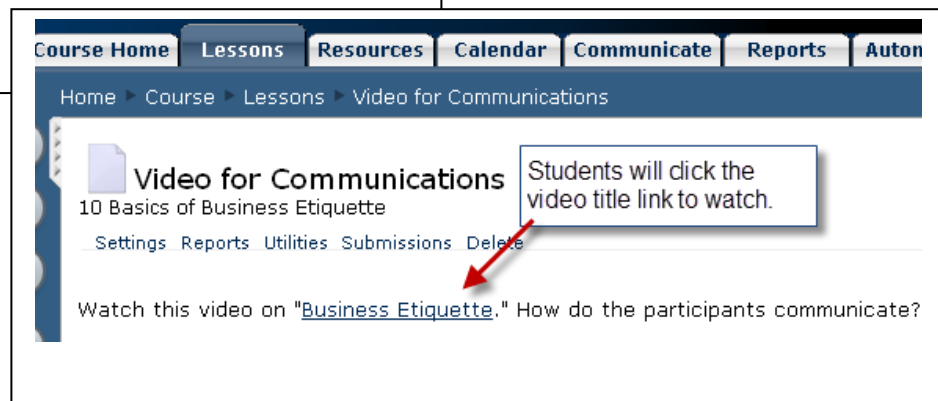 Course Home Lessons Resources Calendar Communicate Reports Autom
Home Course Lessons Video for Communications
Video for Communications
10 Basics of Business Etiquette
Students will click the
video title link to watch.
Settings Reports Utilities Submissions Delete
Watch this video on "Business Etiquette." How do the participants communicate?